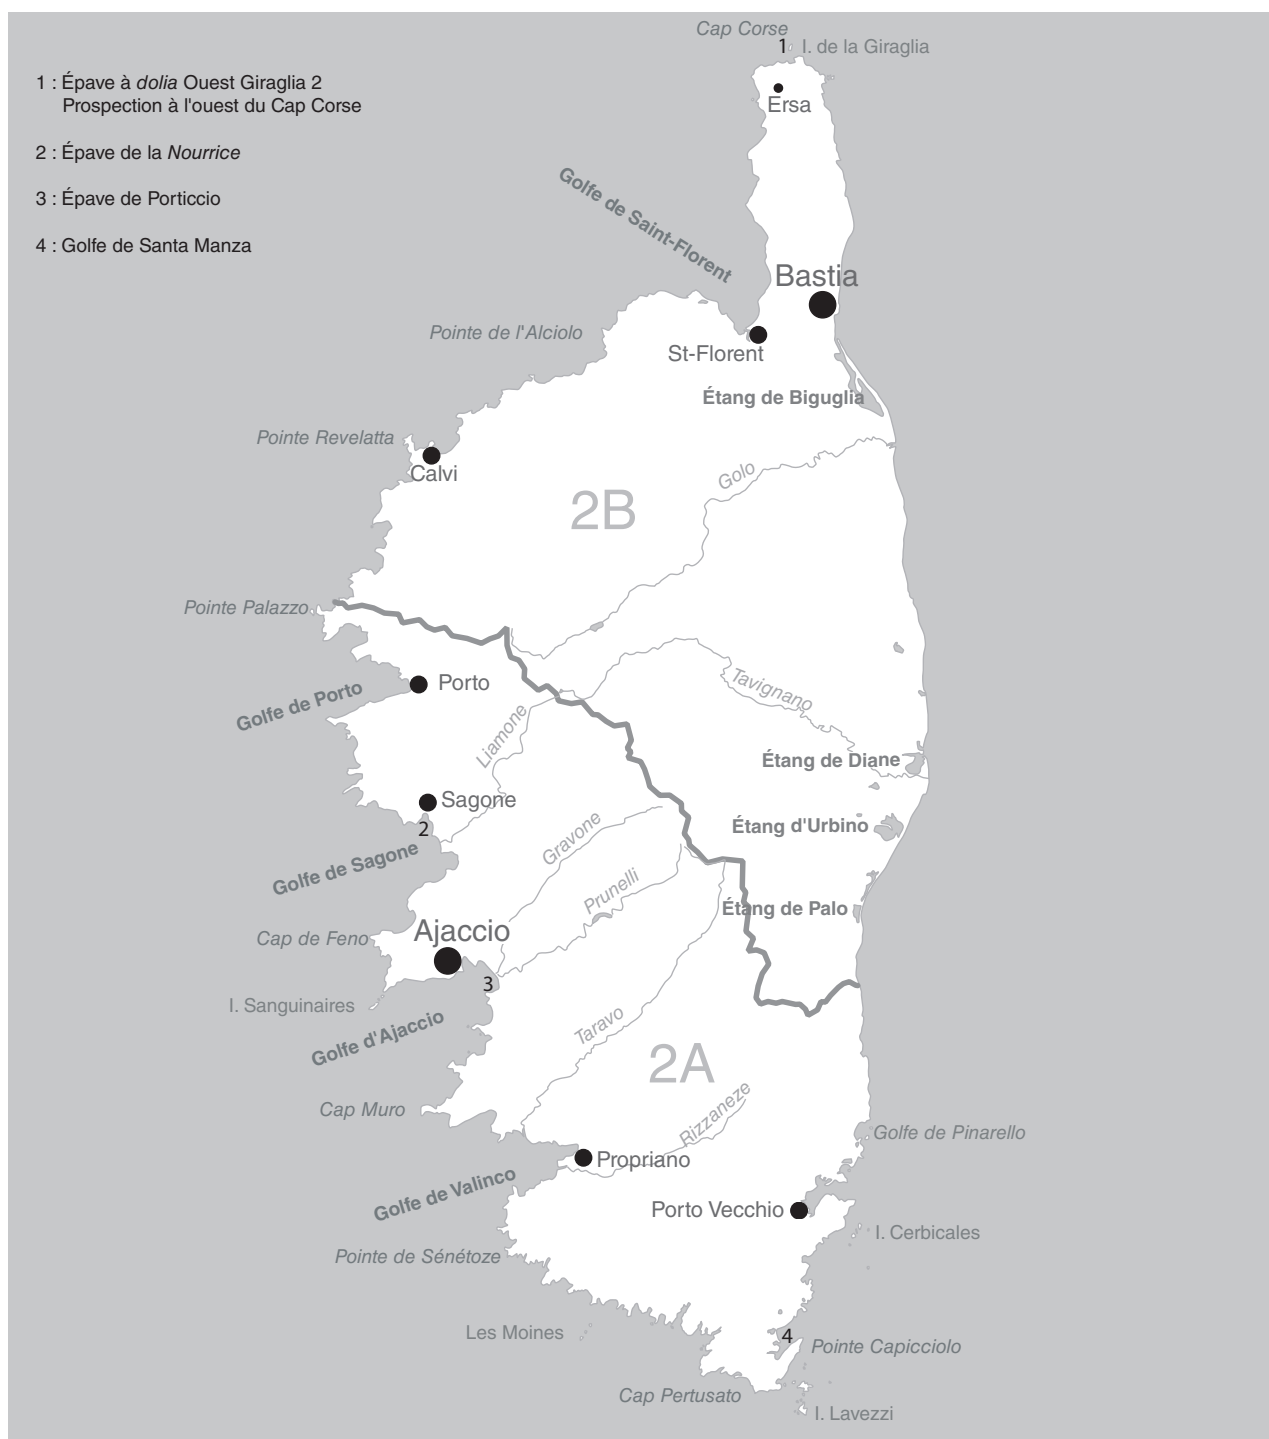 Cap Corse
1 I. de la Giraglia
1 : Épave à dolia Ouest Giraglia 2
Prospection à l'ouest du Cap Corse
Ersa
2 : Épave de la Nourrice
3 : Épave de Porticcio
4 : Golfe de Santa Manza
Golfe de Saint-Florent
Bastia
Pointe de l'Alciolo
St-Florent
Étang de Biguglia
Pointe Revelatta
Calvi
Golo
2B
Pointe Palazzo
Porto
Tavignano
Golfe de Porto
Liamone
Étang de Diane
Sagone
2
Étang d'Urbino
Gravone
Golfe de Sagone
Prunelli
Étang de Palo
Ajaccio
Cap de Feno
3
I. Sanguinaires
Golfe d'Ajaccio
Taravo
2A
Cap Muro
Rizzaneze
Golfe de Pinarello
Propriano
Golfe de Valinco
Porto Vecchio
I. Cerbicales
Pointe de Sénétoze
Les Moines
4
Pointe Capicciolo
Cap Pertusato
I. Lavezzi